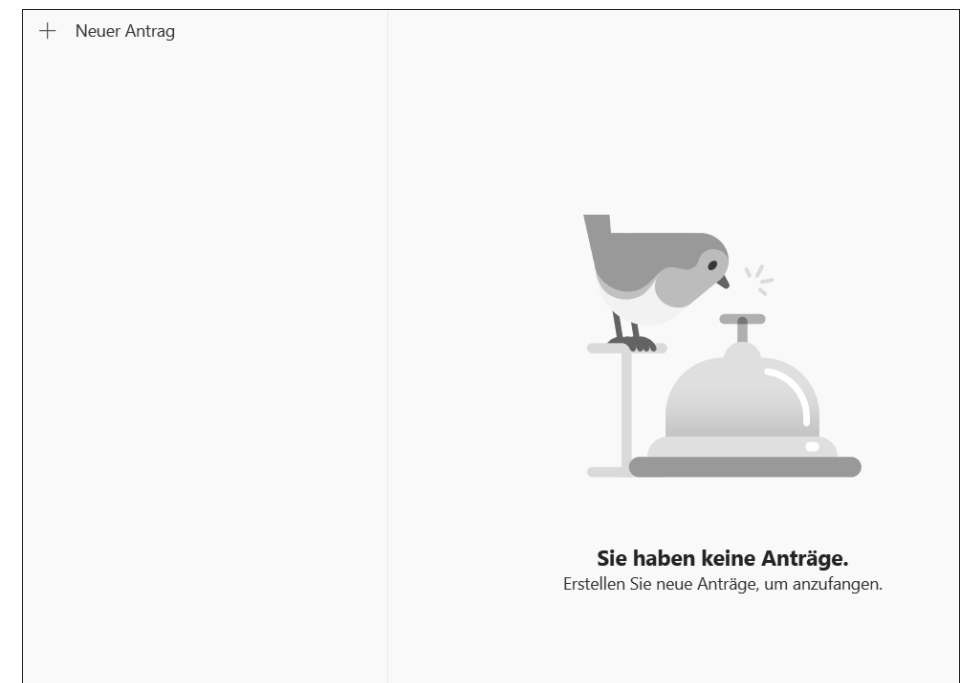 Neuer Antrag
Sie haben keine Anträge.
Erstellen Sie neue Anträge, um anzufangen.